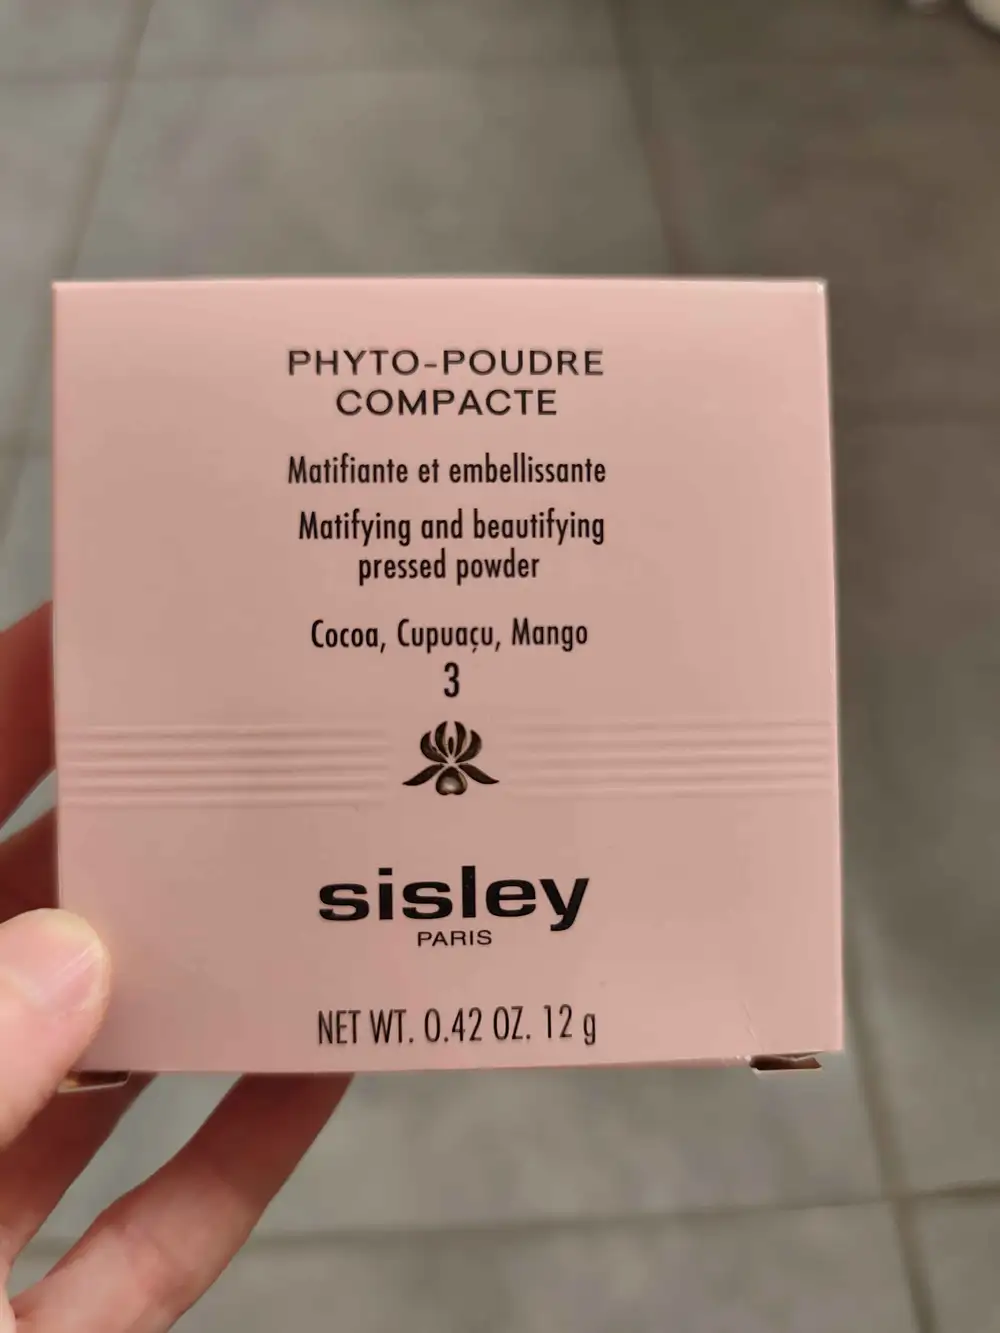 PHYTO-POUDRE
COMPACTE
Matifiante et embellissante
Matifying and beautifying
pressed powder
Cocoa, Cupuaçu, Mango
3
sisley
PARIS
NET WT. 0.42 OZ. 12 g